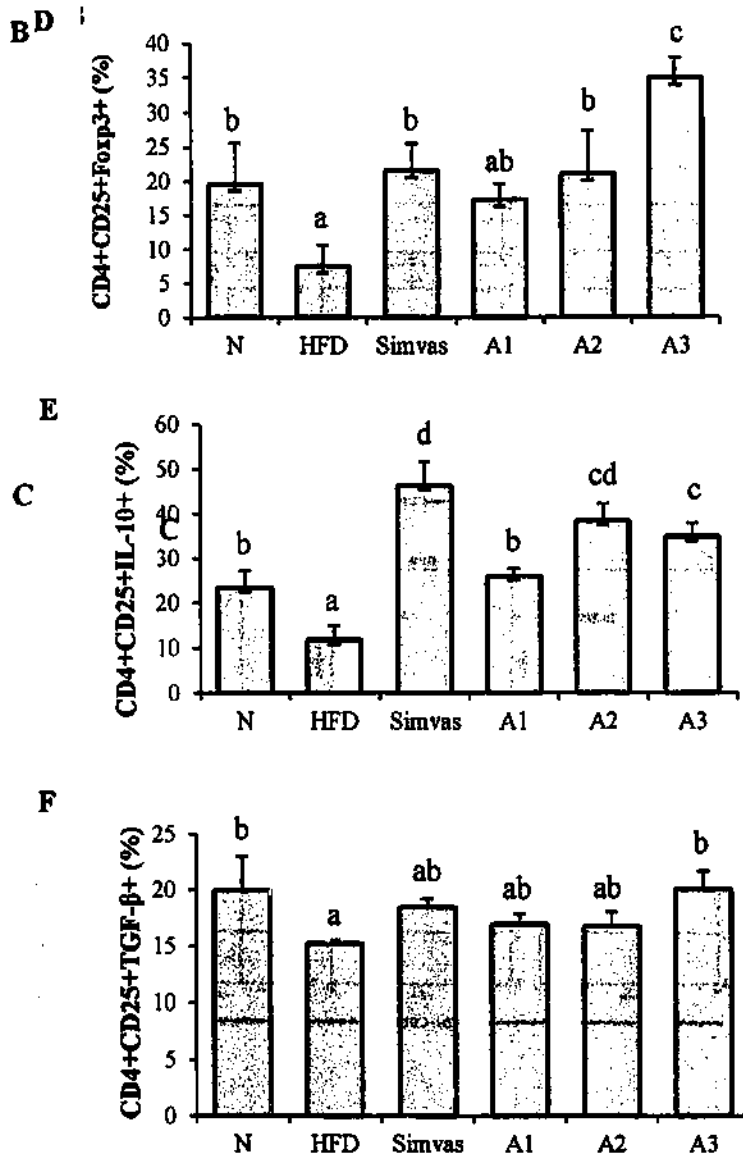 B D
CD4+CD25+Foxp3+ (%)
40
35
30
25
20
15
10
5
0
b
a
b
ab
b
c
N HFD Simvas A1 A2 A3
E
C
C
CD4+CD25+IL-10+ (%)
60
50
40
30
20
10
0
b
a
d
b
cd
c
N HFD Simvas A1 A2 A3
F
CD4+CD25+TGF-β+ (%)
25
20
15
10
5
0
b
a
ab
ab
ab
b
N HFD Simvas A1 A2 A3